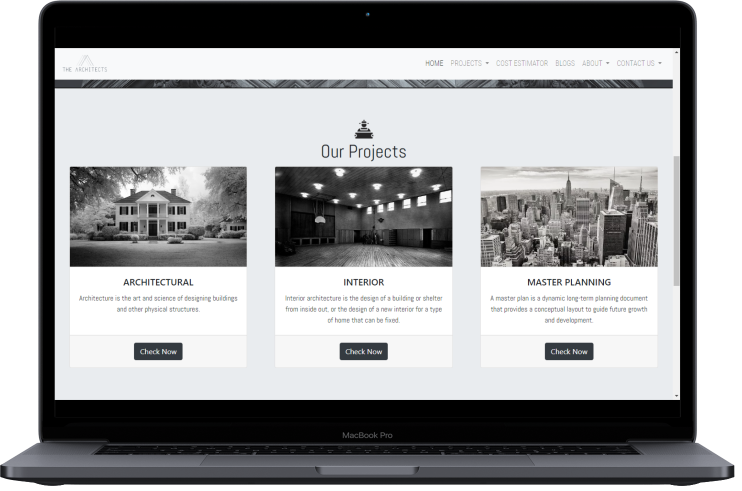 THE ARCHITECTS
HOME PROJECTS COST ESTIMATOR BLOGS ABOUT CONTACT US
Our Projects
ARCHITECTURAL
Architecture is the art and science of designing buildings
and other physical structures.
Check Now
INTERIOR
Interior architecture is the design of a building or shelter
from inside out, or the design of a new interior for a type
of home that can be fixed.
Check Now
MASTER PLANNING
A master plan is a dynamic long-term planning document
that provides a conceptual layout to guide future growth
and development.
Check Now
MacBook Pro